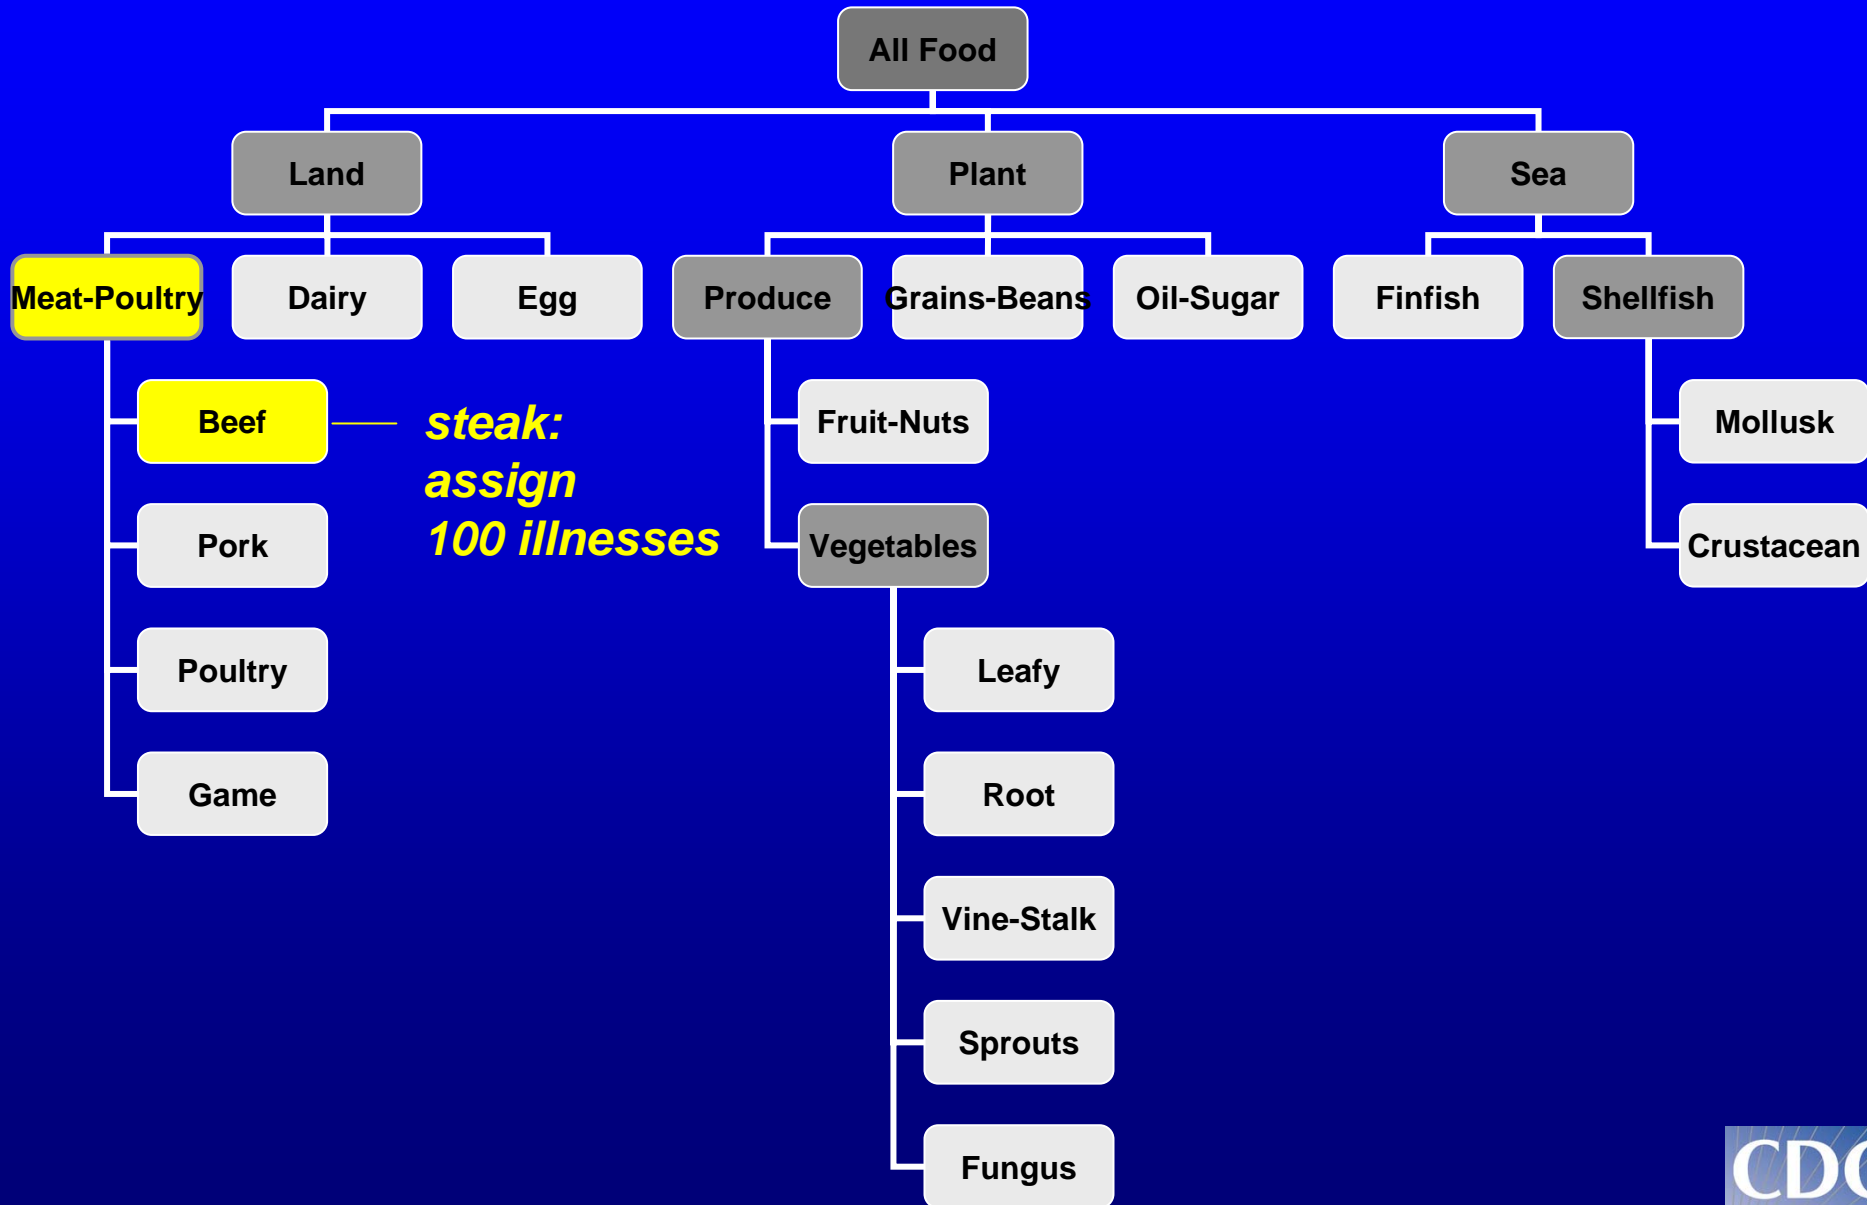 All Food
Land
Plant
Sea
Meat-Poultry
Dairy
Egg
Produce
Grains-Beans
Oil-Sugar
Finfish
Shellfish
Beef
steak:
assign
100 illnesses
Fruit-Nuts
Mollusk
Pork
Vegetables
Crustacean
Poultry
Leafy
Game
Root
Vine-Stalk
Sprouts
Fungus
CDC